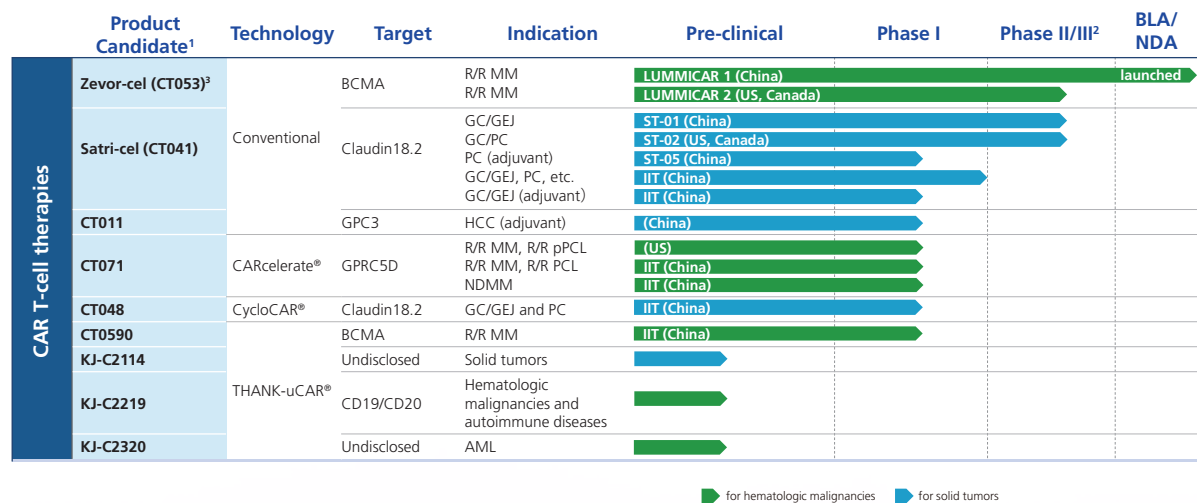 Product
Candidate1 Technology Target Indication Pre-clinical Phase I Phase II/III2 BLA/
NDA
CAR T-cell therapies
Zevor-cel (CT053)3 Conventional BCMA R/R MM LUMMICAR 1 (China) launched
R/R MM LUMMICAR 2 (US, Canada)
Satri-cel (CT041) Claudin18.2 GC/GEJ ST-01 (China)
GC/PC ST-02 (US, Canada)
PC (adjuvant) ST-05 (China)
GC/GEJ, PC, etc. IIT (China)
GC/GEJ (adjuvant) IIT (China)
CT011 GPC3 HCC (adjuvant) (China)
CT071 CARcelerate® GPRC5D R/R MM, R/R pPCL (US)
R/R MM, R/R PCL IIT (China)
NDMM IIT (China)
CT048 CycloCAR® Claudin18.2 GC/GEJ and PC IIT (China)
CT0590 THANK-uCAR® BCMA R/R MM IIT (China)
KJ-C2114 Undisclosed Solid tumors
KJ-C2219 CD19/CD20 Hematologic
malignancies and
autoimmune diseases
KJ-C2320 Undisclosed AML
for hematologic malignancies for solid tumors